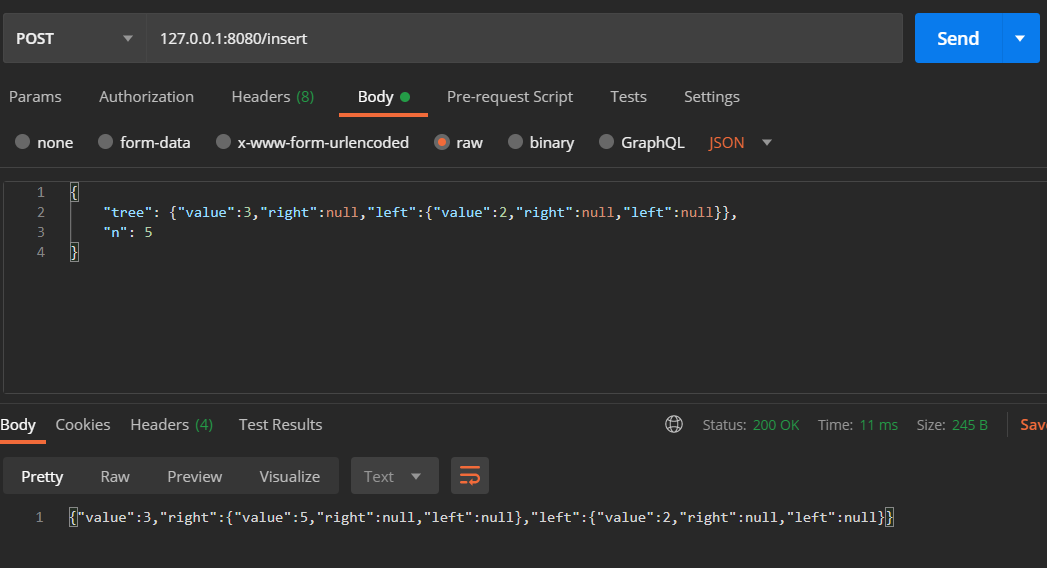 POST 127.0.0.1:8080/insert Send
Params Authorization Headers (8) Body Pre-request Script Tests Settings
none form-data x-www-form-urlencoded raw binary GraphQL JSON
1 {
2 "tree": {"value":3,"right":null,"left":{"value":2,"right":null,"left":null}},
3 "n": 5
4 }
Body Cookies Headers (4) Test Results Status: 200 OK Time: 11 ms Size: 245 B Save
Pretty Raw Preview Visualize Text
1 {"value":3,"right":{"value":5,"right":null,"left":null},"left":{"value":2,"right":null,"left":null}}